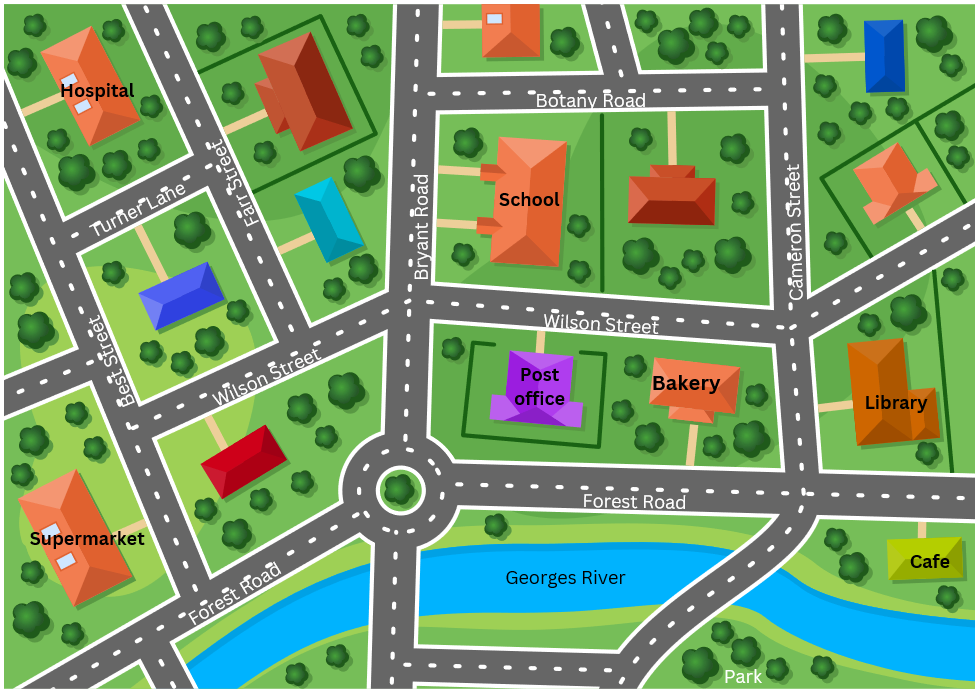 Hospital
Botany Road
Turner Lane
Farr Street
School
Bryant Road
Cameron Street
Wilson Street
Best Street
Wilson Street
Post
office
Bakery
Library
Forest Road
Supermarket
Cafe
Georges River
Forest Road
Park